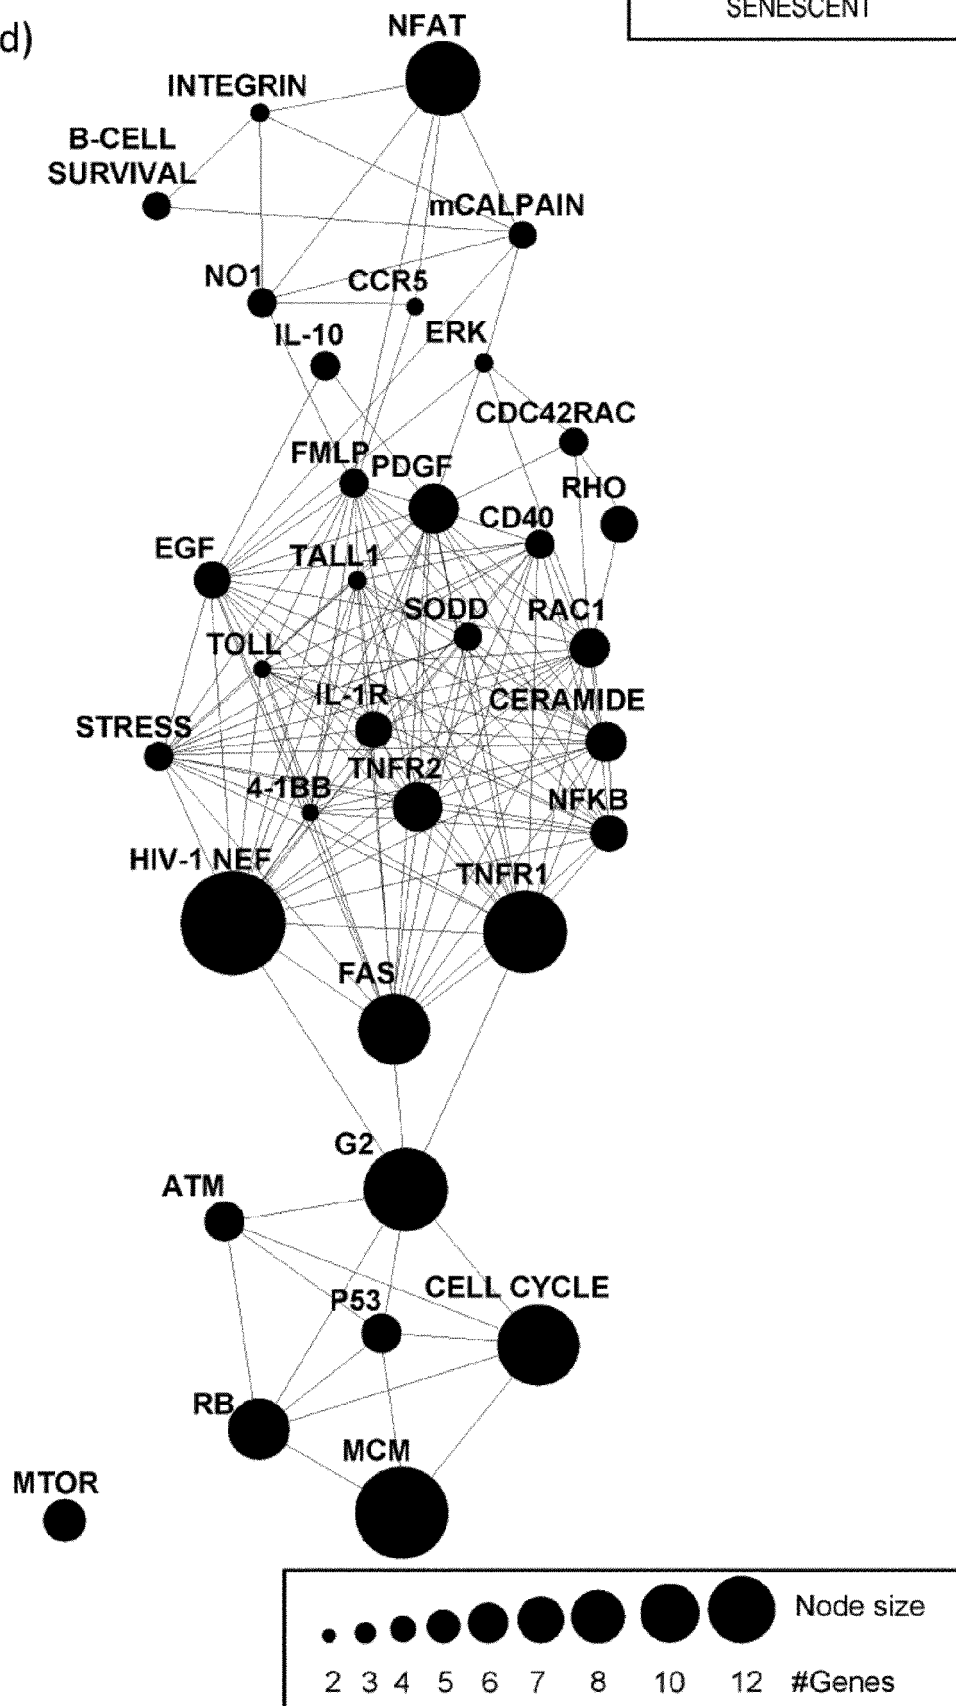 SENESCENT
d)
NFAT
INTEGRIN
B-CELL
SURVIVAL
mCALPAIN
NO1
CCR5
IL-10
ERK
CDC42RAC
FMLP
PDGF
RHO
CD40
EGF
TALL1
SODD
RAC1
TOLL
IL-1R
CERAMIDE
STRESS
TNFR2
4-1BB
NFKB
HIV-1 NEF
TNFR1
FAS
G2
ATM
CELL CYCLE
P53
RB
MCM
MTOR
Node size
2 3 4 5 6 7 8 10 12 #Genes